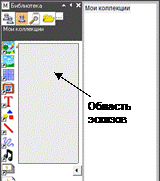 Библиотека
Мои коллекции
Мои коллекции
Область
эскизов